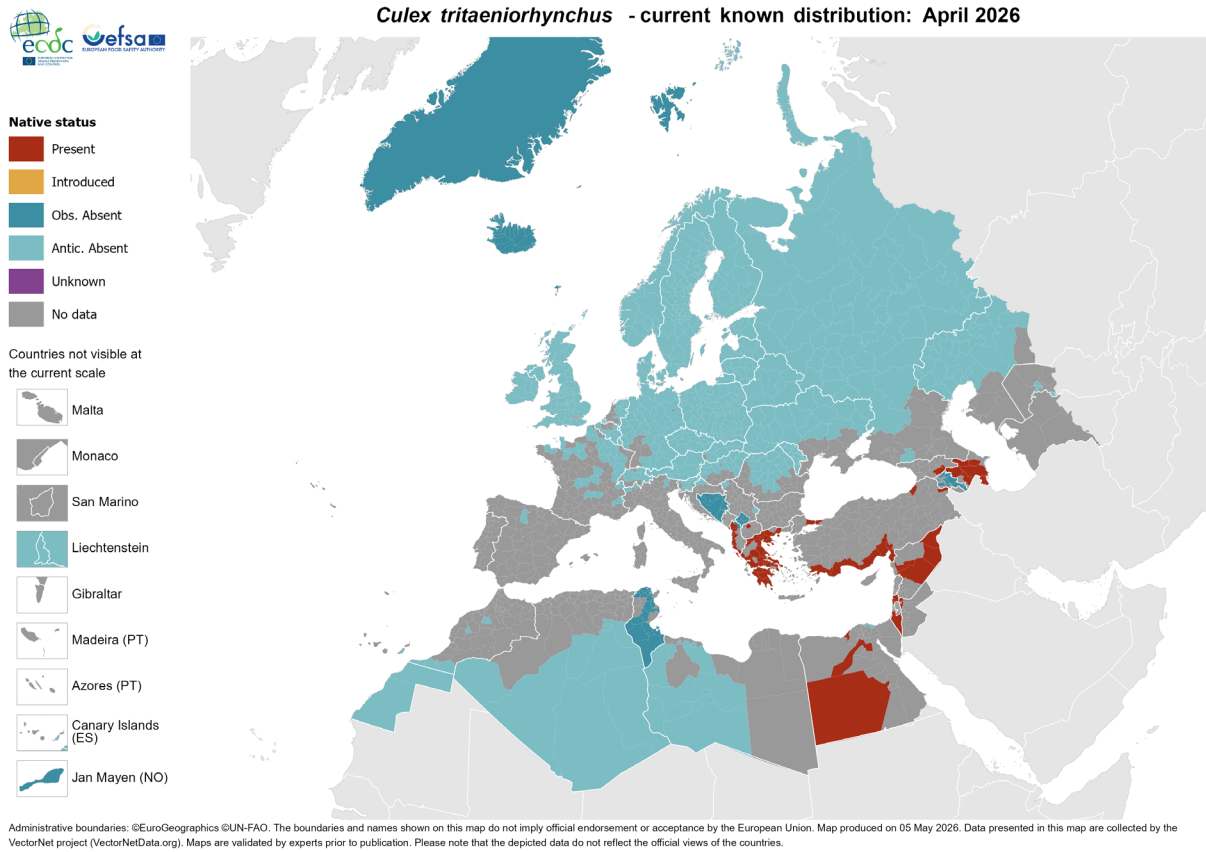 Culex tritaeniorhynchus - current known distribution: April 2026
ecdc
efsa
EUROPEAN FOOD SAFETY AUTHORITY
Native status
Present
Introduced
Obs. Absent
Antic. Absent
Unknown
No data
Countries not visible at
the current scale
Malta
Monaco
San Marino
Liechtenstein
Gibraltar
Madeira (PT)
Azores (PT)
Canary Islands
(ES)
Jan Mayen (NO)
Administrative boundaries: ©EuroGeographics ©UN-FAO. The boundaries and names shown on this map do not imply official endorsement or acceptance by the European Union. Map produced on 05 May 2026. Data presented in this map are collected by the
VectorNet project (VectorNetData.org). Maps are validated by experts prior to publication. Please note that the depicted data do not reflect the official views of the countries.